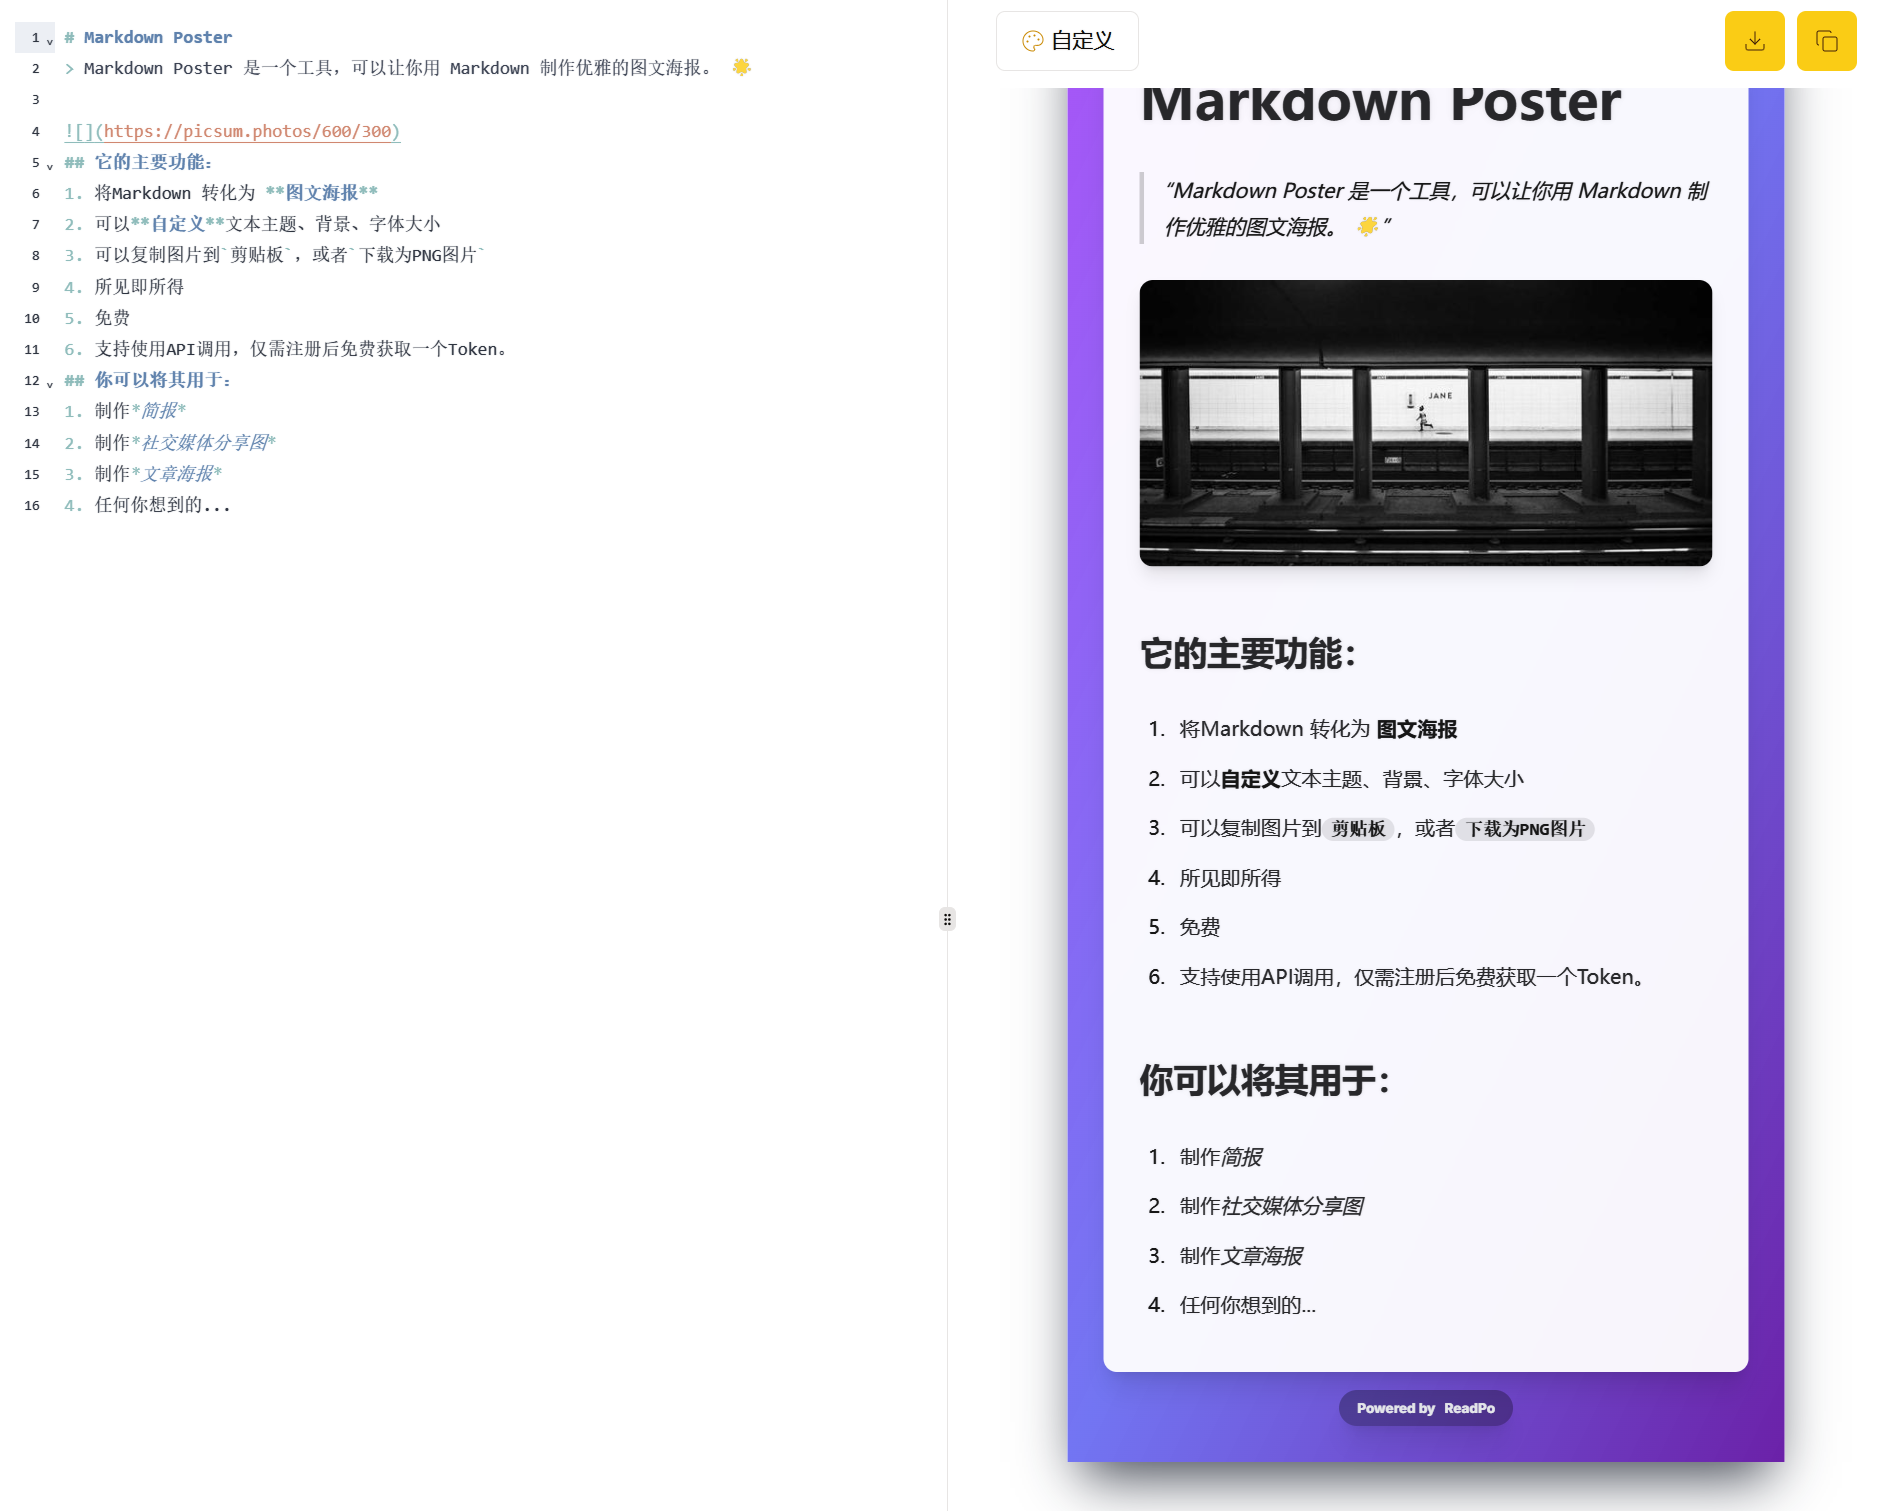 1 # Markdown Poster
2 > Markdown Poster 是一个工具，可以让你用 Markdown 制作优雅的图文海报。 🌟
3
4 ![](https://picsum.photos/600/300)
5 ## 它的主要功能：
6 1. 将Markdown 转化为 **图文海报**
7 2. 可以**自定义**文本主题、背景、字体大小
8 3. 可以复制图片到`剪贴板`，或者`下载为PNG图片`
9 4. 所见即所得
10 5. 免费
11 6. 支持使用API调用，仅需注册后免费获取一个Token。
12 ## 你可以将其用于：
13 1. 制作*简报*
14 2. 制作*社交媒体分享图*
15 3. 制作*文章海报*
16 4. 任何你想到的...
自定义
Markdown Poster
“Markdown Poster 是一个工具，可以让你用 Markdown 制
作优雅的图文海报。 🌟”
JANE
它的主要功能：
1. 将Markdown 转化为 图文海报
2. 可以自定义文本主题、背景、字体大小
3. 可以复制图片到 剪贴板 ，或者 下载为PNG图片
4. 所见即所得
5. 免费
6. 支持使用API调用，仅需注册后免费获取一个Token。
你可以将其用于：
1. 制作简报
2. 制作社交媒体分享图
3. 制作文章海报
4. 任何你想到的...
Powered by ReadPo